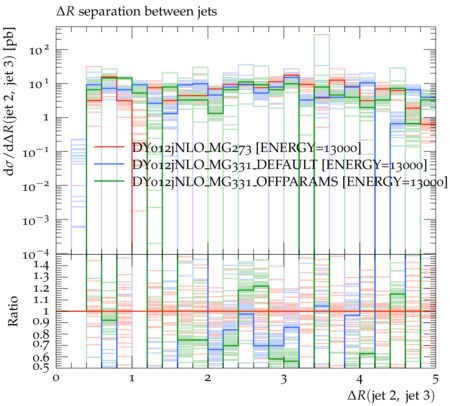 ΔR separation between jets
dσ/dΔR(jet 2, jet 3) [pb]
10²
10¹
1
10⁻¹
10⁻²
10⁻³
10⁻⁴
DY012jNLO_MG273 [ENERGY=13000]
DY012jNLO_MG331_DEFAULT [ENERGY=13000]
DY012jNLO_MG331_OFFPARAMS [ENERGY=13000]
Ratio
1.4
1.3
1.2
1.1
1
0.9
0.8
0.7
0.6
0.5
0 1 2 3 4 5
ΔR(jet 2, jet 3)